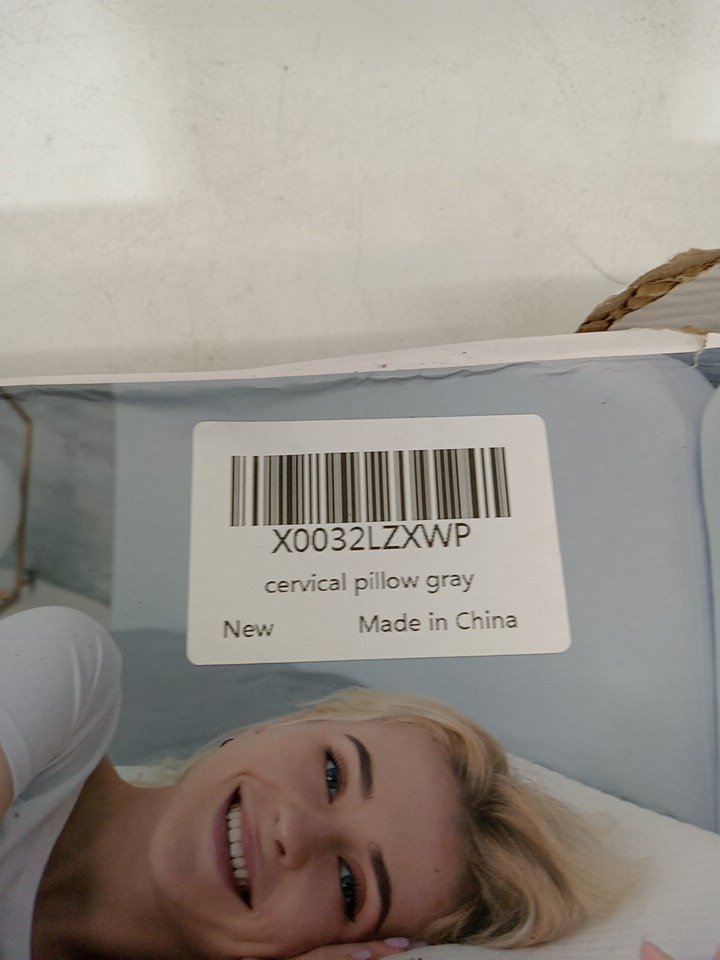 X0032LZXWP
cervical pillow gray
New Made in China